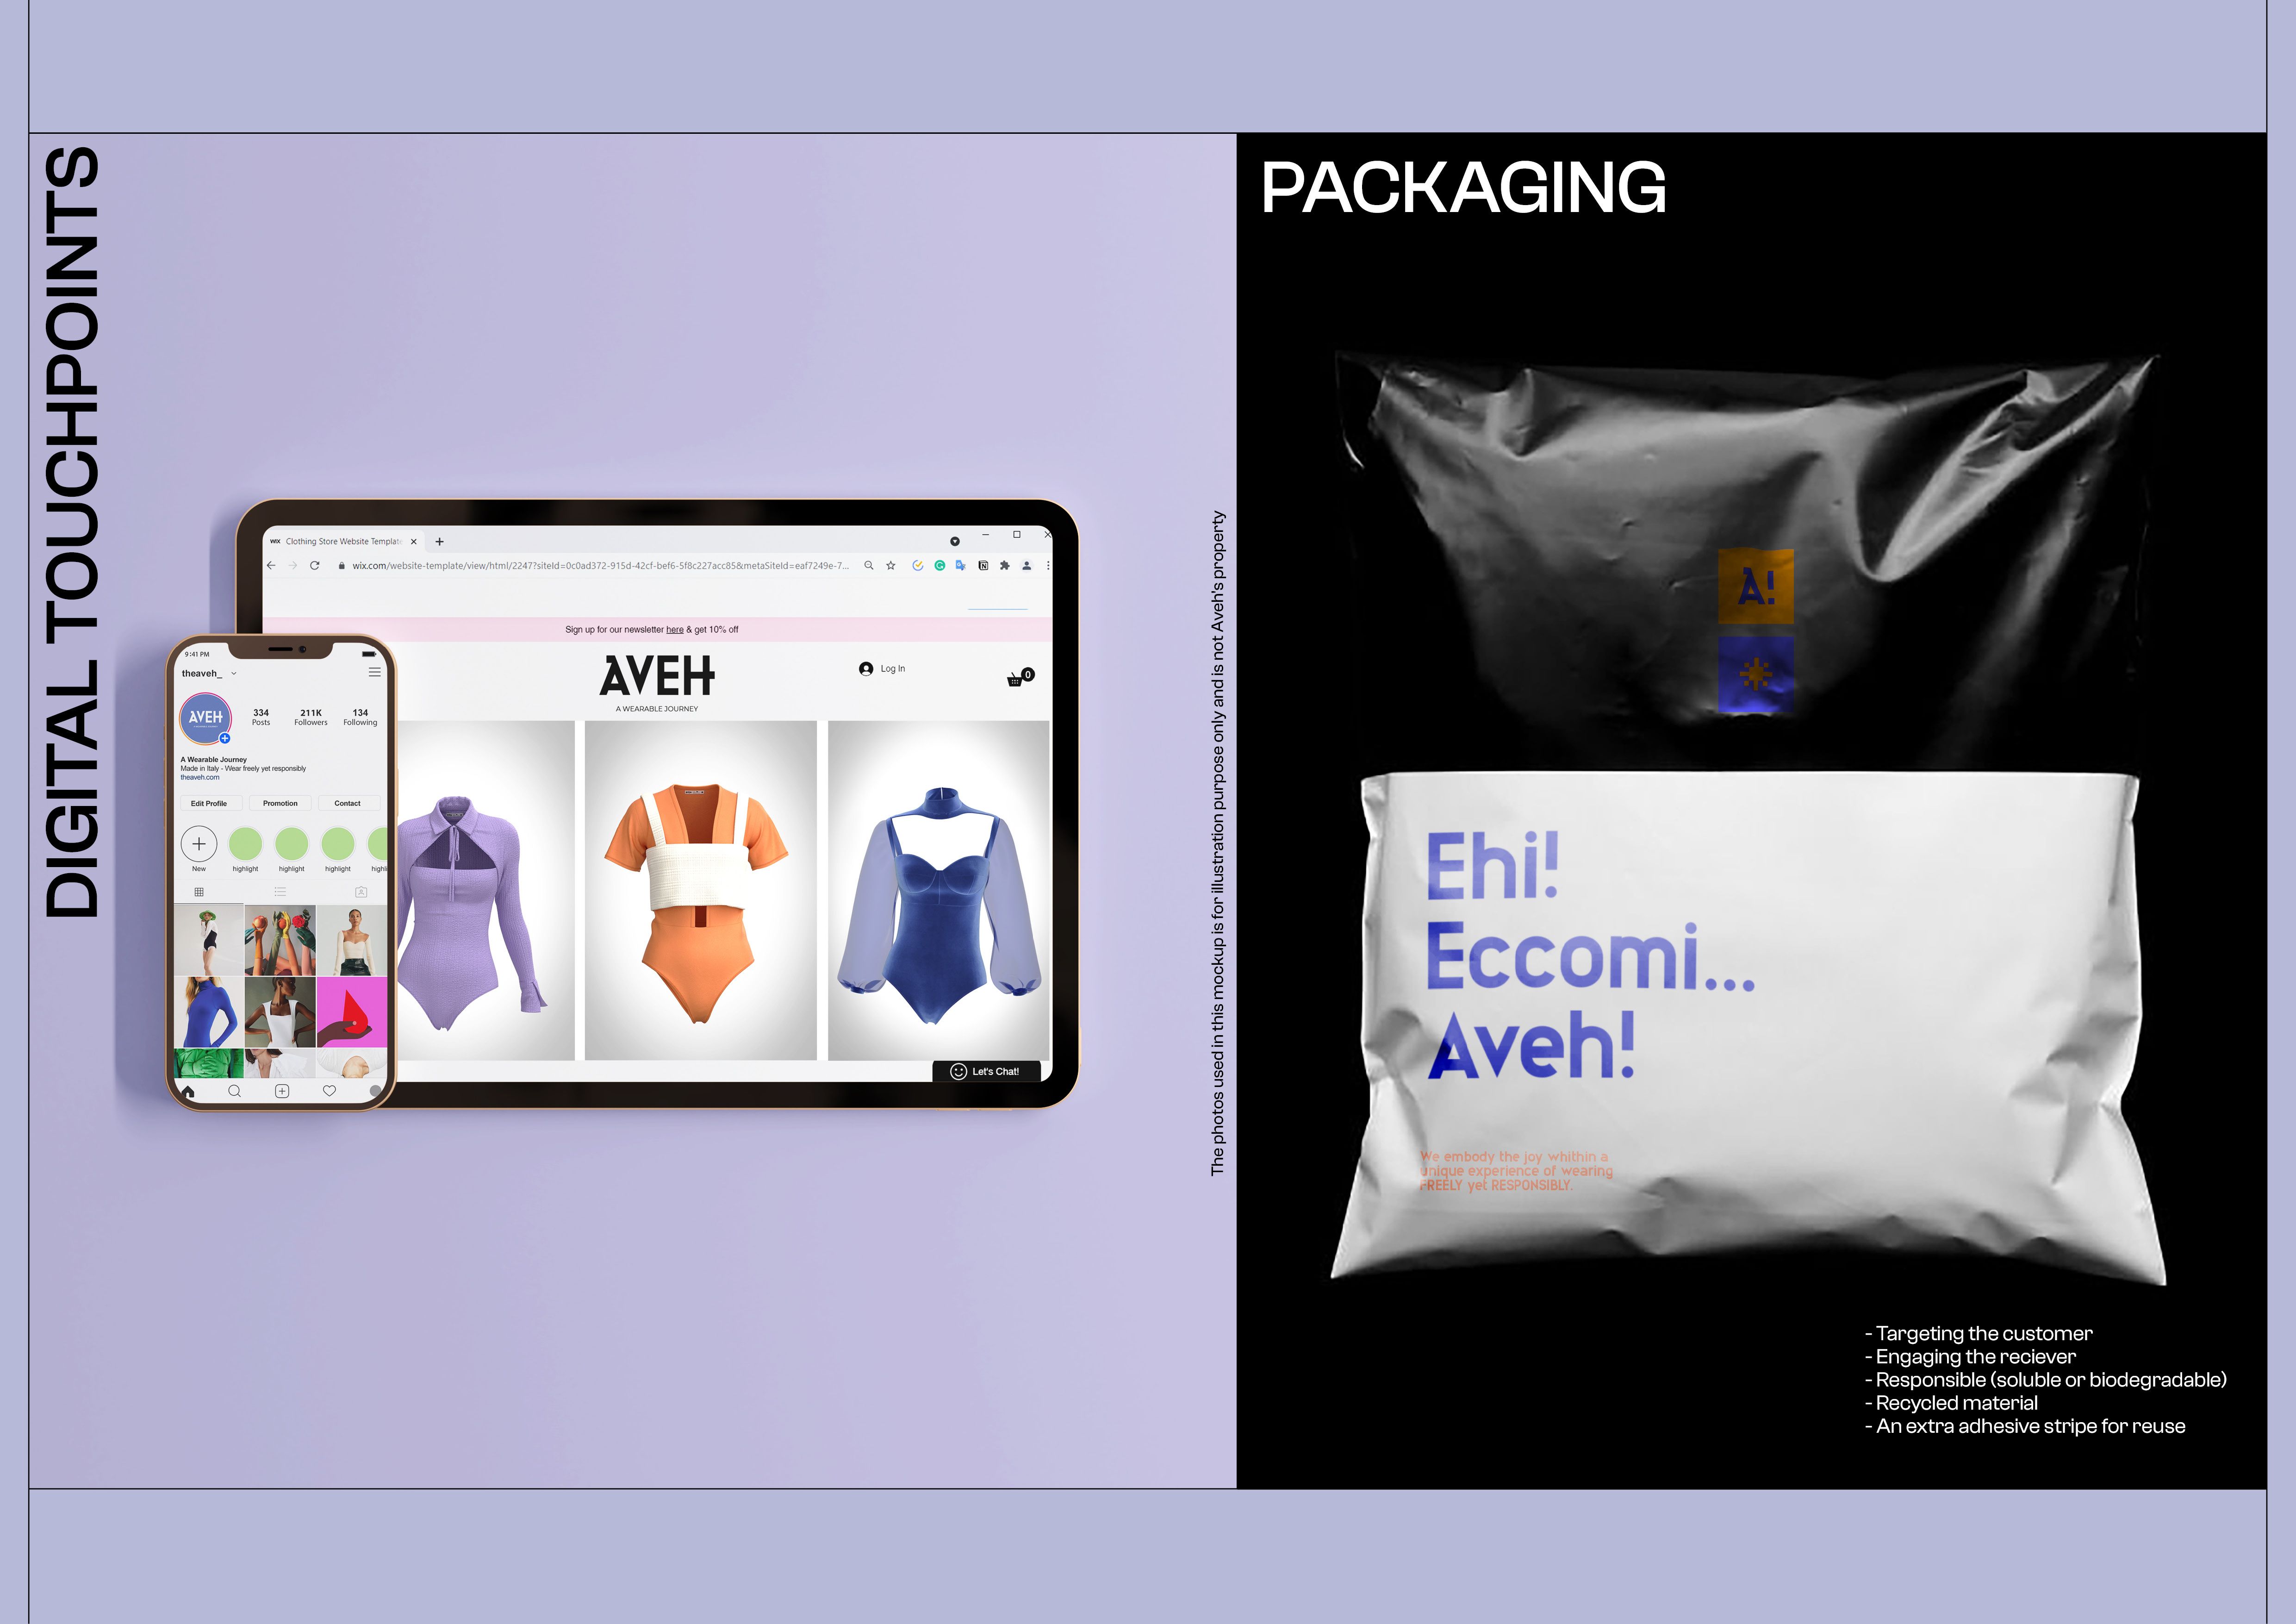 DIGITAL TOUCHPOINTS
WIX Clothing Store Website Templat
wix.com/website-template/view/html/2247?siteId=0c0ad372-915d-42cf-bef6-5f8c227acc85&metaSiteId=eaf7249e-7...
Sign up for our newsletter here & get 10% off
AVEH
A WEARABLE JOURNEY
Log In
0
Let's Chat!
9:41 PM
theaveh_
AVEH
334 211K 134
Posts Followers Following
A Wearable Journey
Made in Italy - Wear freely yet responsibly
theaveh.com
Edit Profile Promotion Contact
New highlight highlight highlight highli
The photos used in this mockup is for illustration purpose only and is not Aveh's property
PACKAGING
A!
Ehi!
Eccomi...
Aveh!
We embody the joy whithin a
unique experience of wearing
FREELY yet RESPONSIBLY.
- Targeting the customer
- Engaging the reciever
- Responsible (soluble or biodegradable)
- Recycled material
- An extra adhesive stripe for reuse